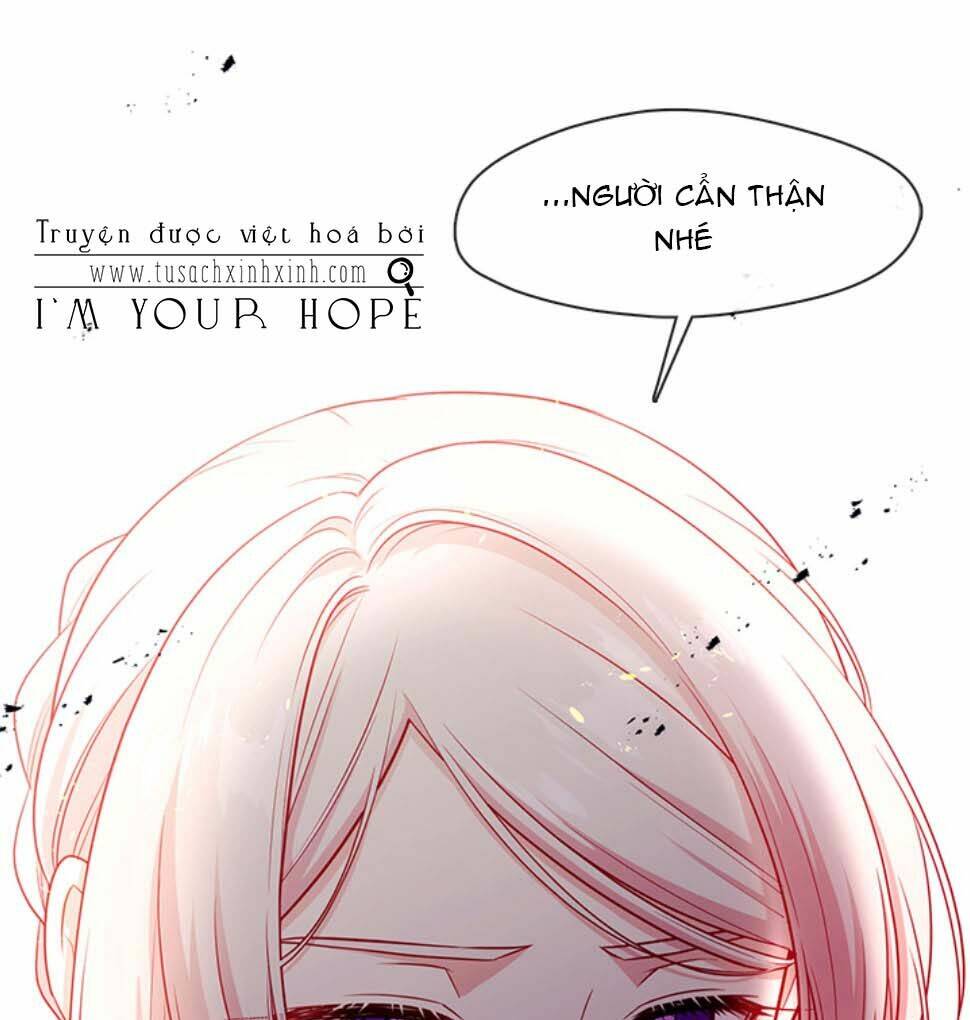 ...NGƯỜI CẨN THẬN
NHÉ
Truyện được việt hoá bởi
www.tusachxinhxinh.com
I'M YOUR HOPE